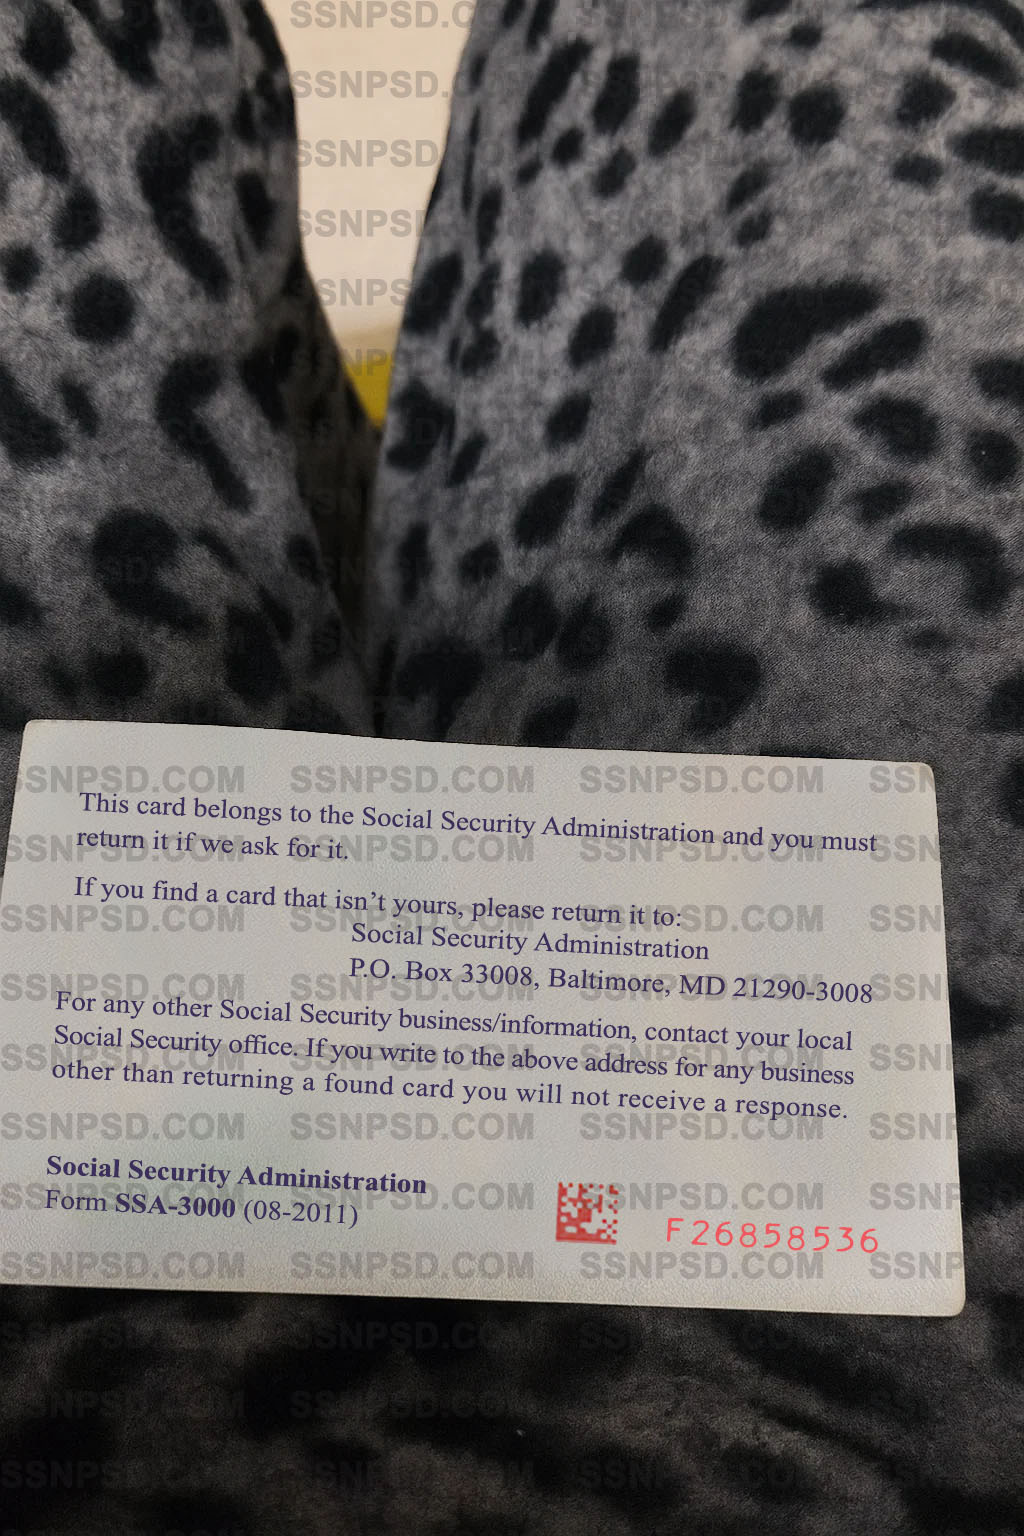 SSNPSD.COM
This card belongs to the Social Security Administration and you must
return it if we ask for it.
If you find a card that isn't yours, please return it to:
Social Security Administration
P.O. Box 33008, Baltimore, MD 21290-3008
For any other Social Security business/information, contact your local
Social Security office. If you write to the above address for any business
other than returning a found card you will not receive a response.
Social Security Administration
Form SSA-3000 (08-2011)
F26858536